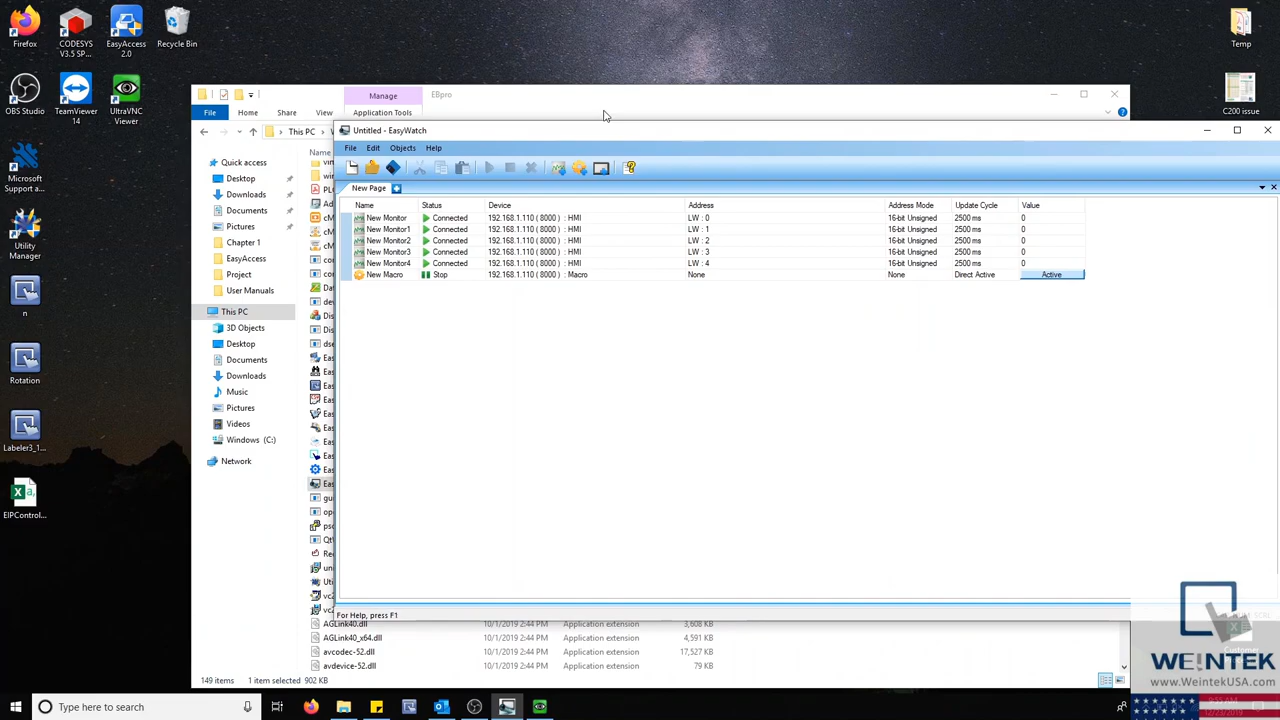 Firefox
CODESYS
V3.5 SP...
EasyAccess
2.0
Recycle Bin
Temp
OBS Studio
TeamViewer
14
UltraVNC
Viewer
C200 issue
Microsoft
Support a...
Utility
Manager
n
Rotation
Labeler3_1...
EIPControl...
Manage
EBpro
File
Home
Share
View
Application Tools
This PC
Name
Quick access
Desktop
Downloads
Documents
Pictures
Chapter 1
EasyAccess
Project
User Manuals
This PC
3D Objects
Desktop
Documents
Downloads
Music
Pictures
Videos
Windows (C:)
Network
Untitled - EasyWatch
File Edit Objects Help
New Page
Name Status Device Address Address Mode Update Cycle Value
New Monitor Connected 192.168.1.110 ( 8000 ) : HMI LW : 0 16-bit Unsigned 2500 ms 0
New Monitor1 Connected 192.168.1.110 ( 8000 ) : HMI LW : 1 16-bit Unsigned 2500 ms 0
New Monitor2 Connected 192.168.1.110 ( 8000 ) : HMI LW : 2 16-bit Unsigned 2500 ms 0
New Monitor3 Connected 192.168.1.110 ( 8000 ) : HMI LW : 3 16-bit Unsigned 2500 ms 0
New Monitor4 Connected 192.168.1.110 ( 8000 ) : HMI LW : 4 16-bit Unsigned 2500 ms 0
New Macro Stop 192.168.1.110 ( 8000 ) : Macro None None Direct Active Active
For Help, press F1
AGLink40.dll 10/1/2019 2:44 PM Application extension 3,608 KB
AGLink40_x64.dll 10/1/2019 2:44 PM Application extension 4,591 KB
avcodec-52.dll 10/1/2019 2:44 PM Application extension 17,527 KB
avdevice-52.dll 10/1/2019 2:44 PM Application extension 79 KB
149 items 1 item selected 902 KB
WEINTEK
www.WeintekUSA.com
Type here to search
9:55 AM
12/23/2019